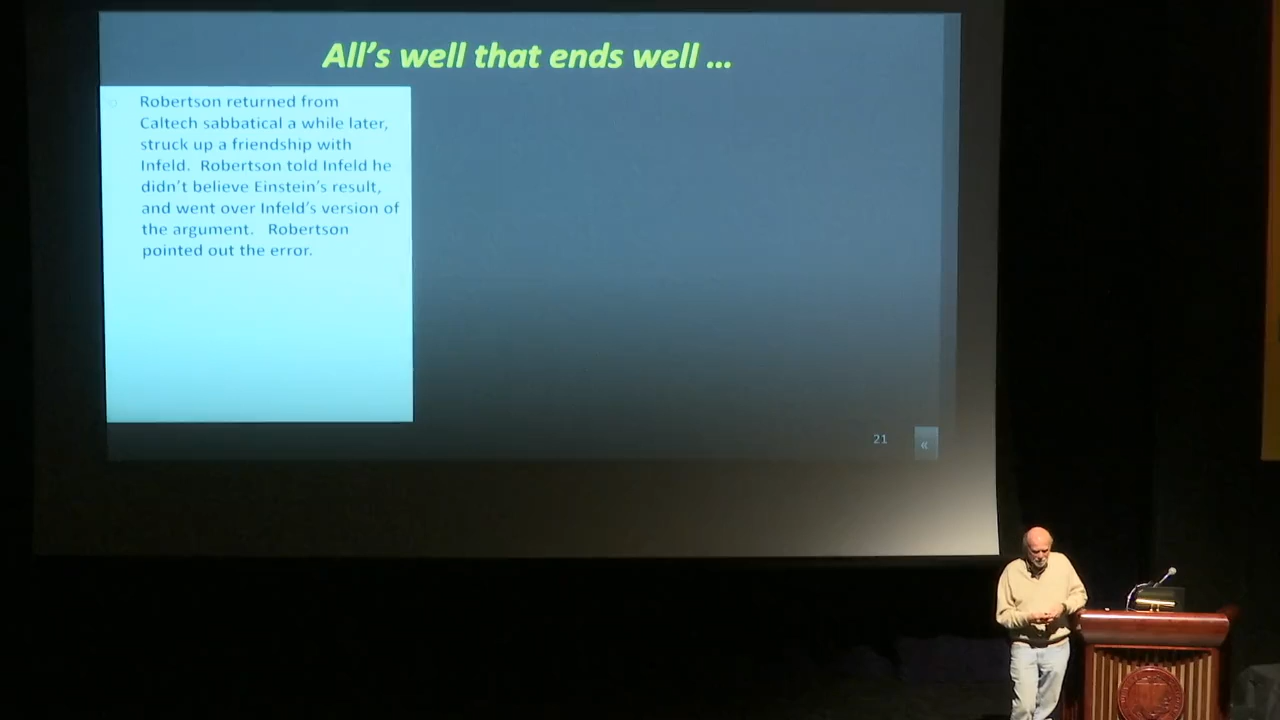 All's well that ends well ...
Robertson returned from
Caltech sabbatical a while later,
struck up a friendship with
Infeld. Robertson told Infeld he
didn't believe Einstein's result,
and went over Infeld's version of
the argument. Robertson
pointed out the error.
21
«